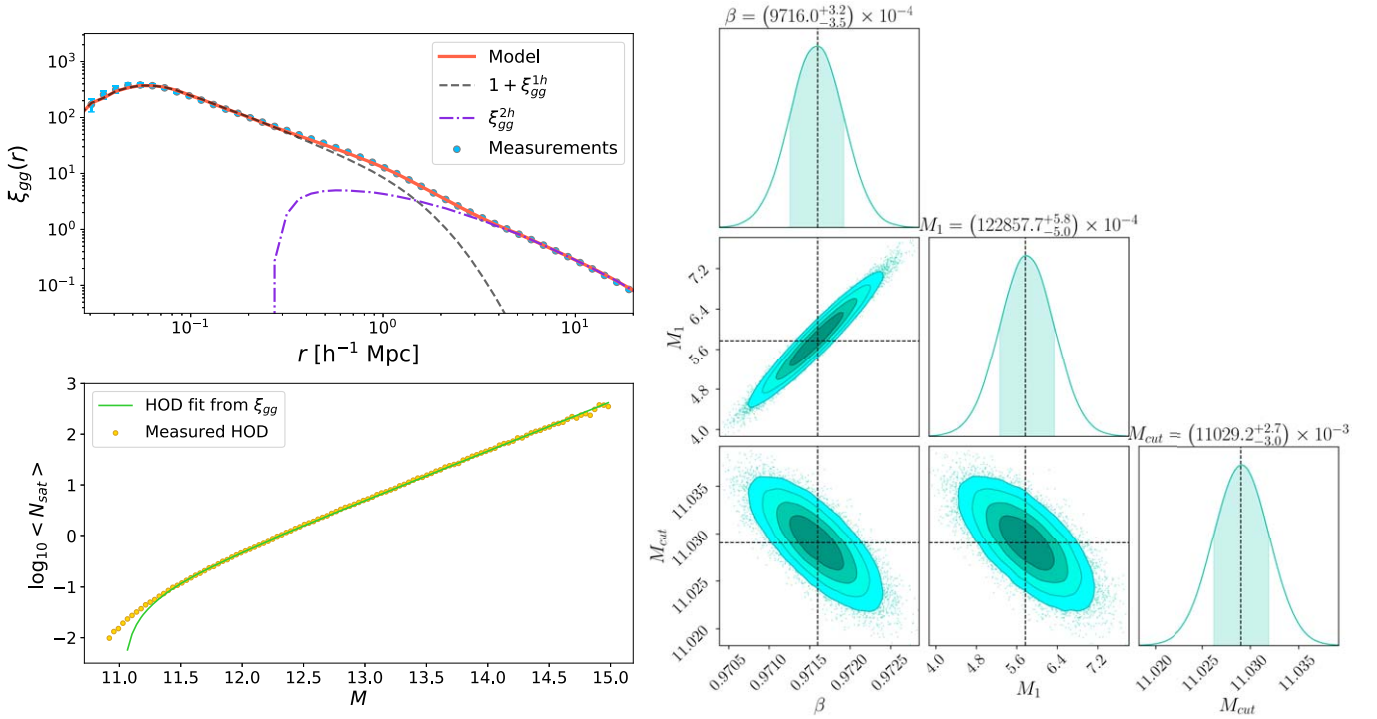 10³
10²
10¹
10⁰
10⁻¹
ξgg(r)
Model
1 + ξ¹ʰgg
ξ²ʰgg
Measurements
10⁻¹
10⁰
10¹
r [h⁻¹ Mpc]
3
2
1
0
−1
−2
log₁₀ < Nsat >
HOD fit from ξgg
Measured HOD
11.0
11.5
12.0
12.5
13.0
13.5
14.0
14.5
15.0
M
β = (9716.0+3.2−3.5) × 10⁻⁴
M₁ = (122857.7+5.8−5.0) × 10⁻⁴
7.2
6.4
5.6
4.8
4.0
M₁
Mcut = (11029.2+2.7−3.0) × 10⁻³
11.035
11.030
11.025
11.020
Mcut
0.9705
0.9710
0.9715
0.9720
0.9725
β
4.0
4.8
5.6
6.4
7.2
M₁
11.020
11.025
11.030
11.035
Mcut